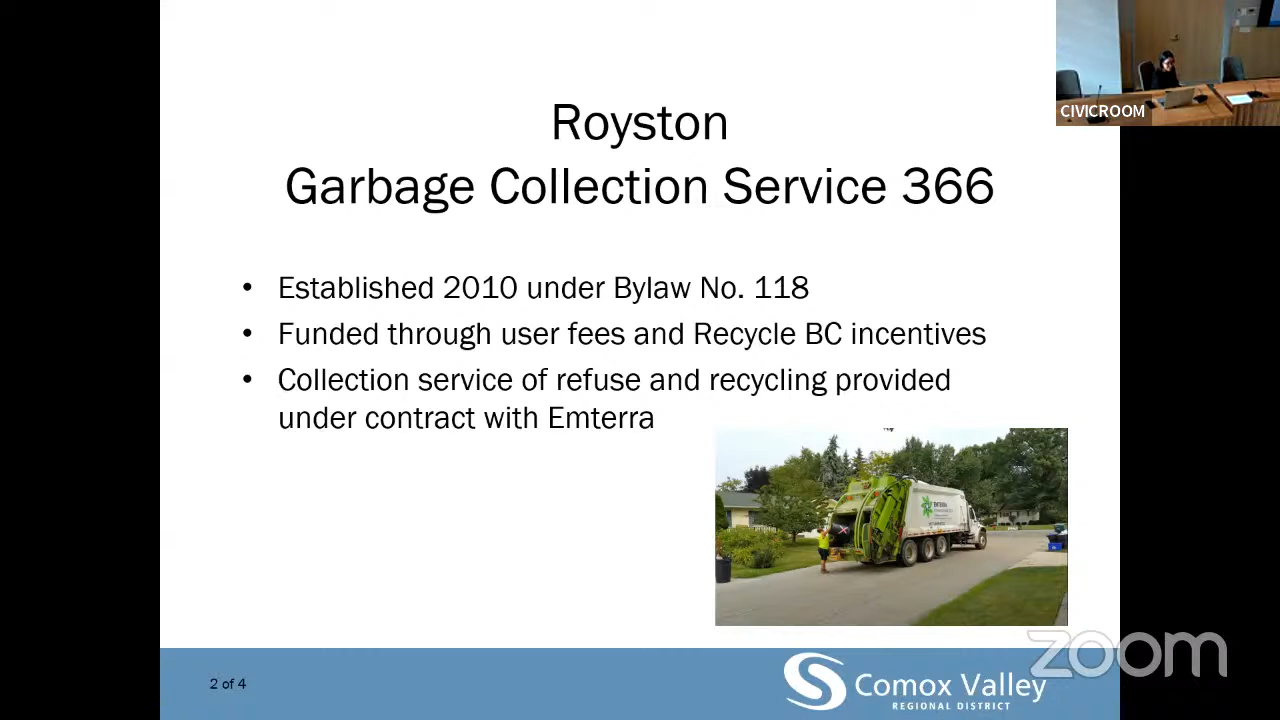 CIVICROOM
Royston
Garbage Collection Service 366
• Established 2010 under Bylaw No. 118
• Funded through user fees and Recycle BC incentives
• Collection service of refuse and recycling provided
under contract with Emterra
EMTERRA
zoom
2 of 4
Comox Valley
REGIONAL DISTRICT